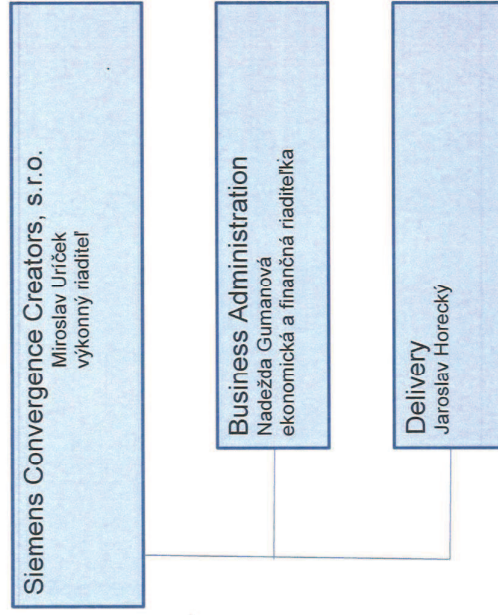 Siemens Convergence Creators, s.r.o.
Miroslav Uríček
výkonný riaditeľ
Business Administration
Nadežda Gumanová
ekonomická a finančná riaditeľka
Delivery
Jaroslav Horecký